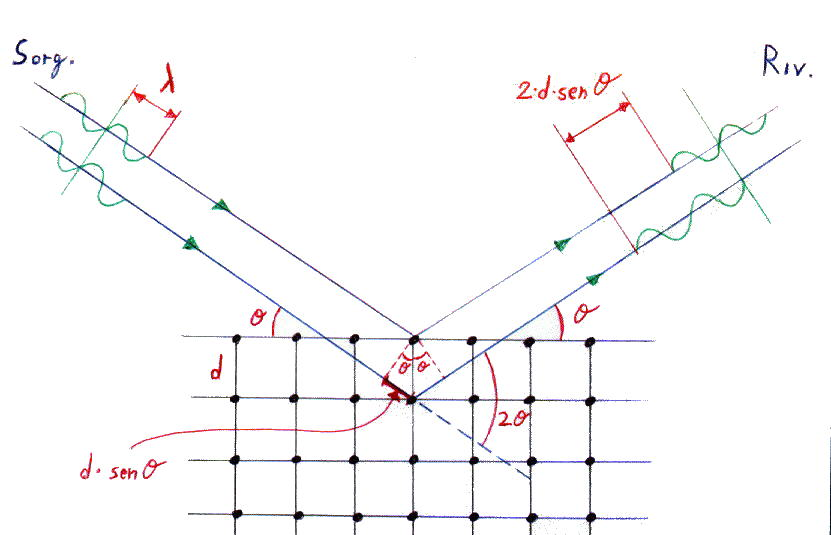 Sorg.
λ
2·d·sen θ
Riv.
θ
θ
d
θ θ
2θ
d· sen θ